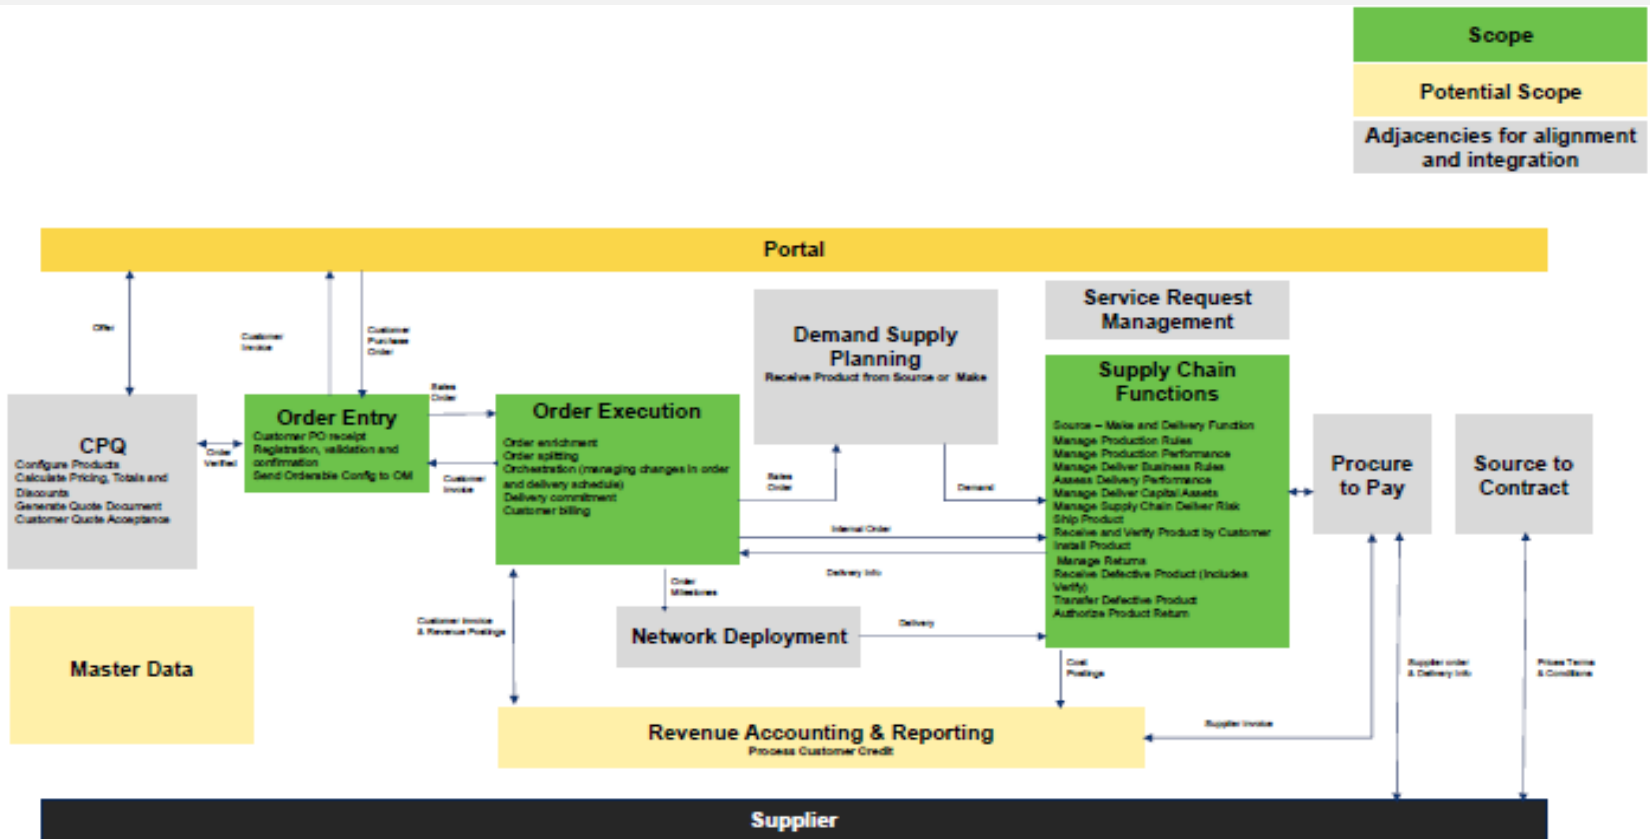 Scope
Potential Scope
Adjacencies for alignment
and integration
Portal
Offer
Customer
Invoice
Customer
Purchase
Order
Demand Supply
Planning
Receive Product from Source or Make
Service Request
Management
CPQ
Configure Products
Calculate Pricing, Totals and
Discounts
Generate Quote Document
Customer Quote Acceptance
Order
Verified
Order Entry
Customer PO receipt
Registration, validation and
confirmation
Send Orderable Config to OM
Sales
Order
Customer
Invoice
Order Execution
Order enrichment
Order splitting
Orchestration (managing changes in order
and delivery schedule)
Delivery commitment
Customer billing
Sales
Order
Demand
Internal Order
Delivery Info
Supply Chain
Functions
Source – Make and Delivery Function
Manage Production Rules
Manage Production Performance
Manage Deliver Business Rules
Assess Delivery Performance
Manage Deliver Capital Assets
Manage Supply Chain Deliver Risk
Ship Product
Receive and Verify Product by Customer
Install Product
Manage Returns
Receive Defective Product (Includes
Verify)
Transfer Defective Product
Authorize Product Return
Procure
to Pay
Source to
Contract
Order
Milestones
Customer Invoice
& Revenue Postings
Network Deployment
Delivery
Master Data
Cost
Postings
Supplier order
& Delivery Info
Prices Terms
& Conditions
Revenue Accounting & Reporting
Process Customer Credit
Supplier Invoice
Supplier